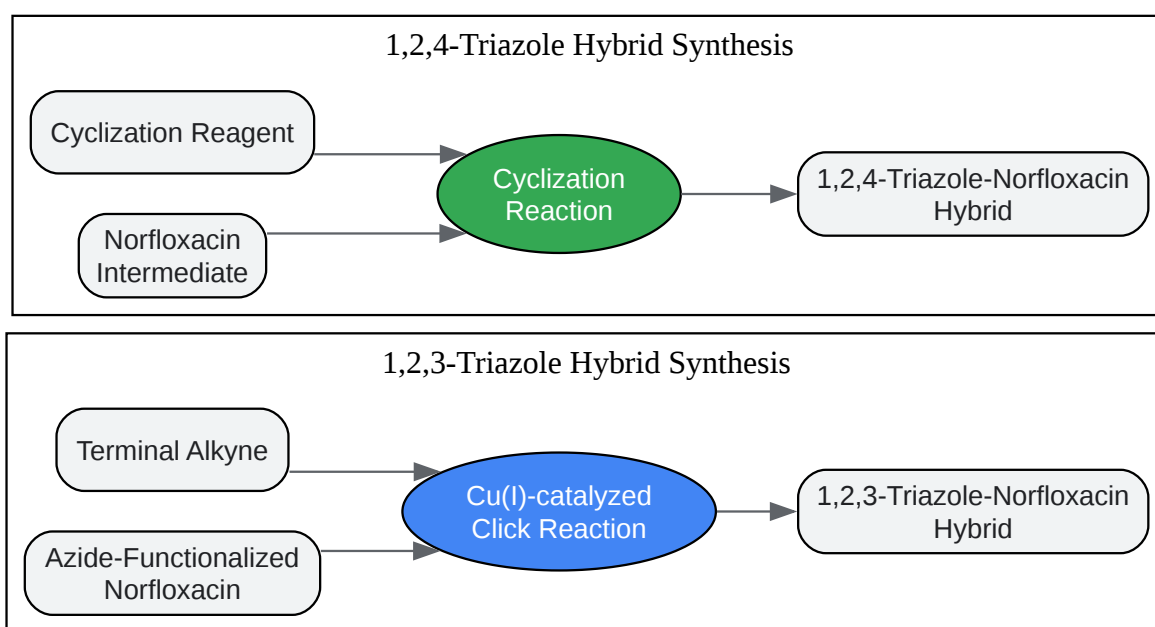 1,2,4-Triazole Hybrid Synthesis
Cyclization Reagent
Norfloxacin
Intermediate
Cyclization
Reaction
1,2,4-Triazole-Norfloxacin
Hybrid
1,2,3-Triazole Hybrid Synthesis
Terminal Alkyne
Azide-Functionalized
Norfloxacin
Cu(I)-catalyzed
Click Reaction
1,2,3-Triazole-Norfloxacin
Hybrid